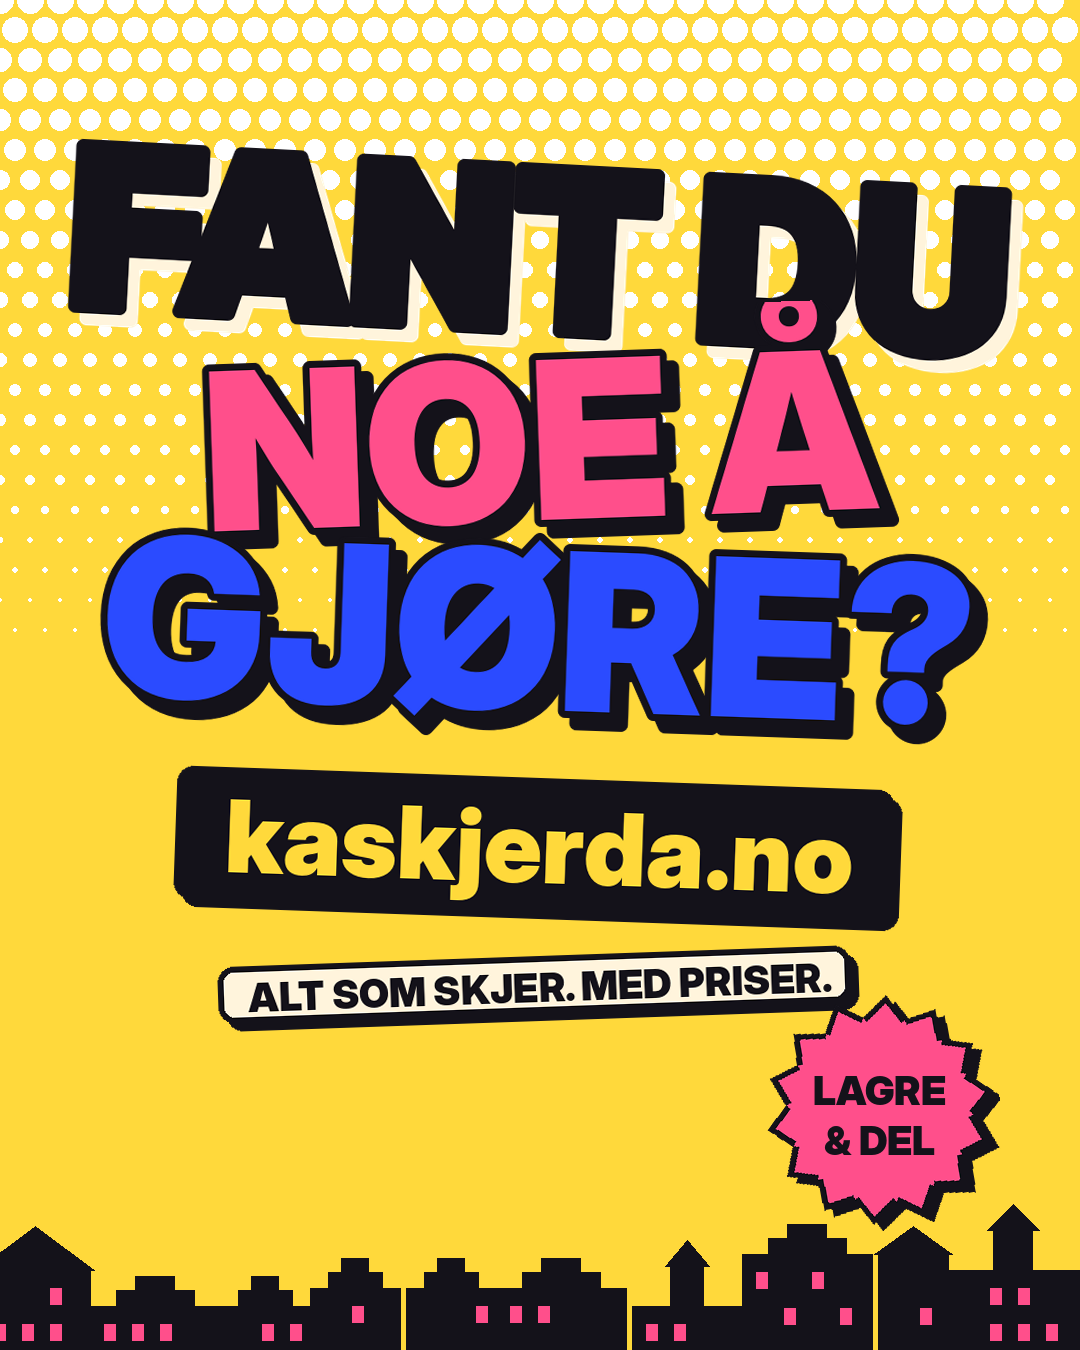 FANT DU
NOE Å
GJØRE?
kaskjerda.no
ALT SOM SKJER. MED PRISER.
LAGRE
& DEL